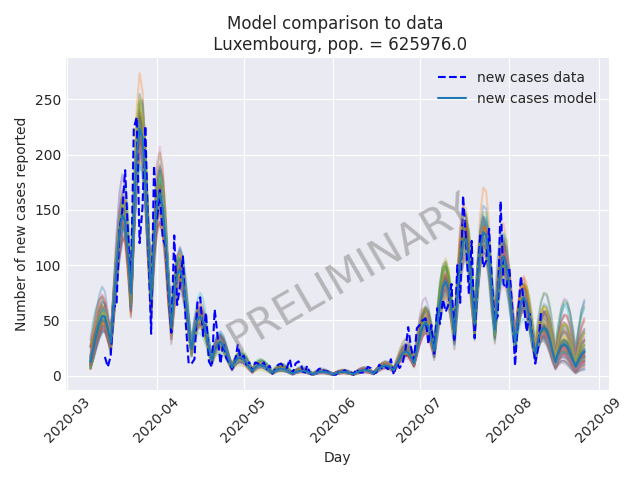 Model comparison to data
Luxembourg, pop. = 625976.0
new cases data
new cases model
PRELIMINARY
Number of new cases reported
250
200
150
100
50
0
2020-03
2020-04
2020-05
2020-06
2020-07
2020-08
2020-09
Day